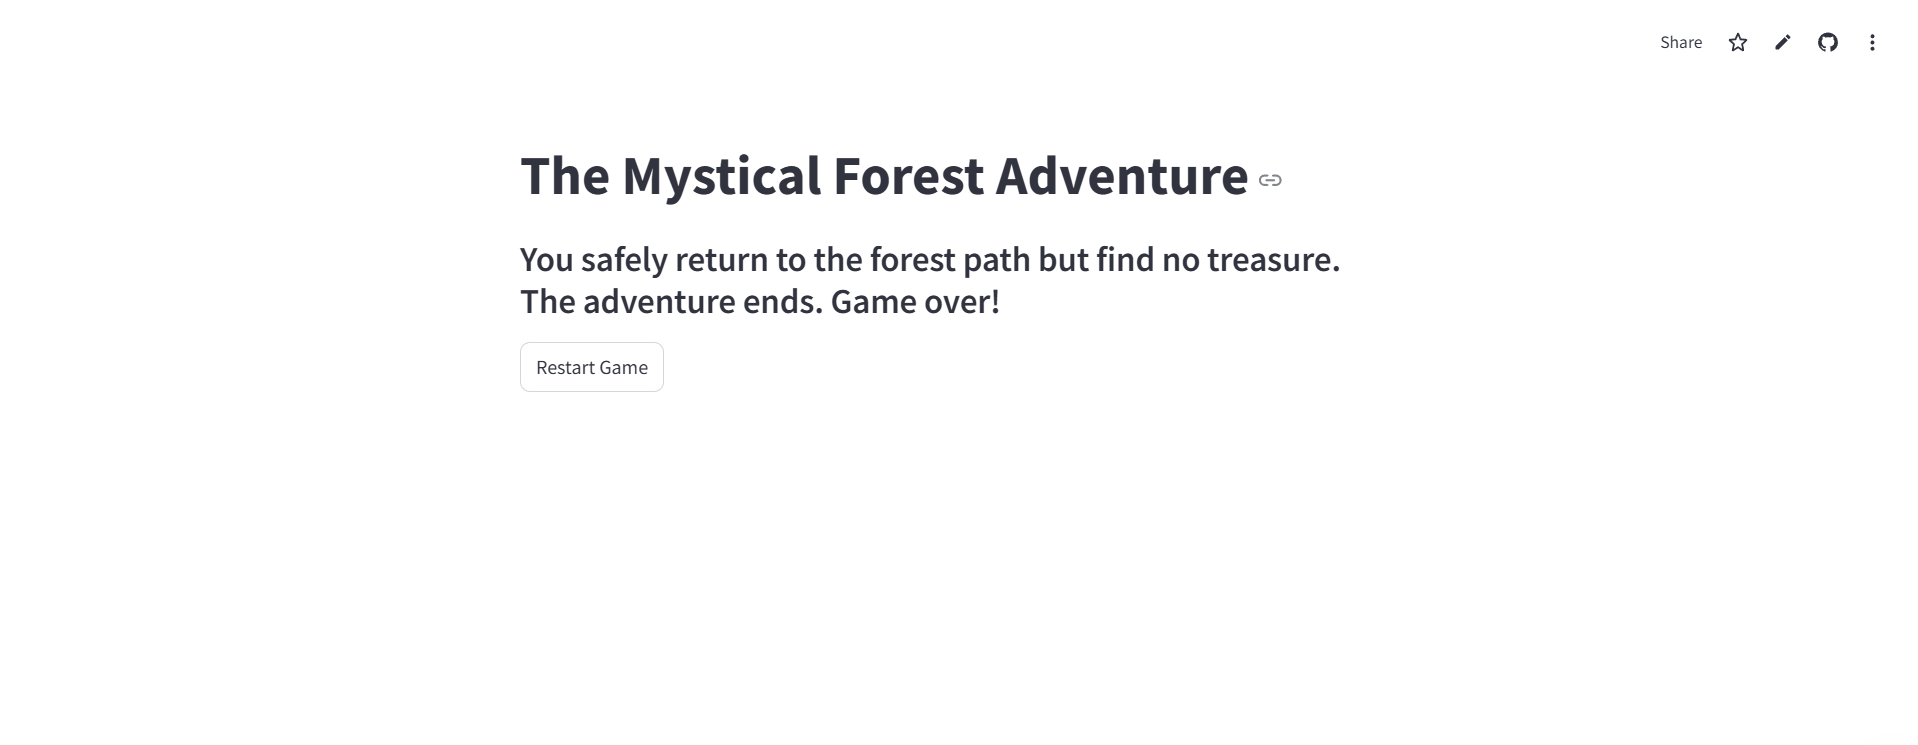 Share
The Mystical Forest Adventure
You safely return to the forest path but find no treasure.
The adventure ends. Game over!
Restart Game